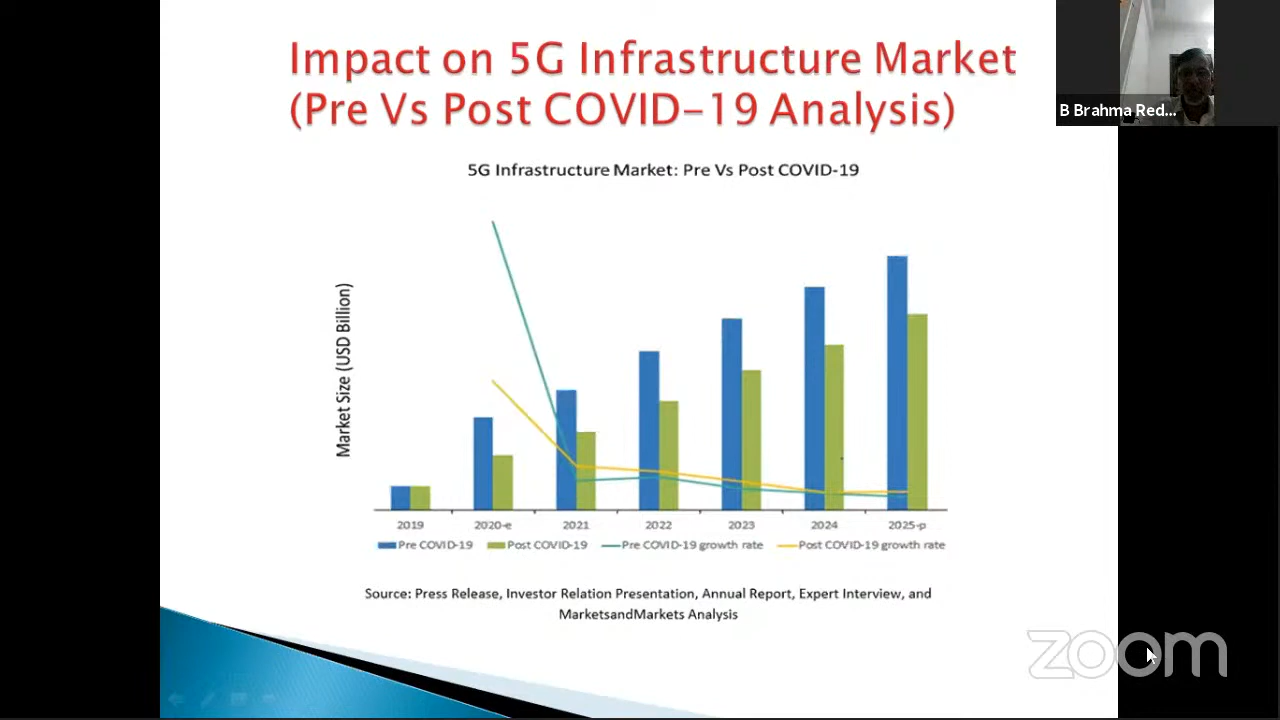 Impact on 5G Infrastructure Market
(Pre Vs Post COVID-19 Analysis)
B Brahma Red...
5G Infrastructure Market: Pre Vs Post COVID-19
Market Size (USD Billion)
2019 2020-e 2021 2022 2023 2024 2025-p
Pre COVID-19 Post COVID-19 Pre COVID-19 growth rate Post COVID-19 growth rate
Source: Press Release, Investor Relation Presentation, Annual Report, Expert Interview, and
MarketsandMarkets Analysis
zoom